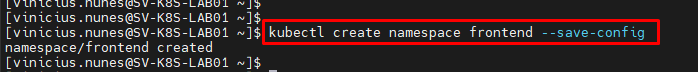 [vinicius.nunes@SV-K8S-LAB01 ~]$
[vinicius.nunes@SV-K8S-LAB01 ~]$
[vinicius.nunes@SV-K8S-LAB01 ~]$ kubectl create namespace frontend --save-config
namespace/frontend created
[vinicius.nunes@SV-K8S-LAB01 ~]$